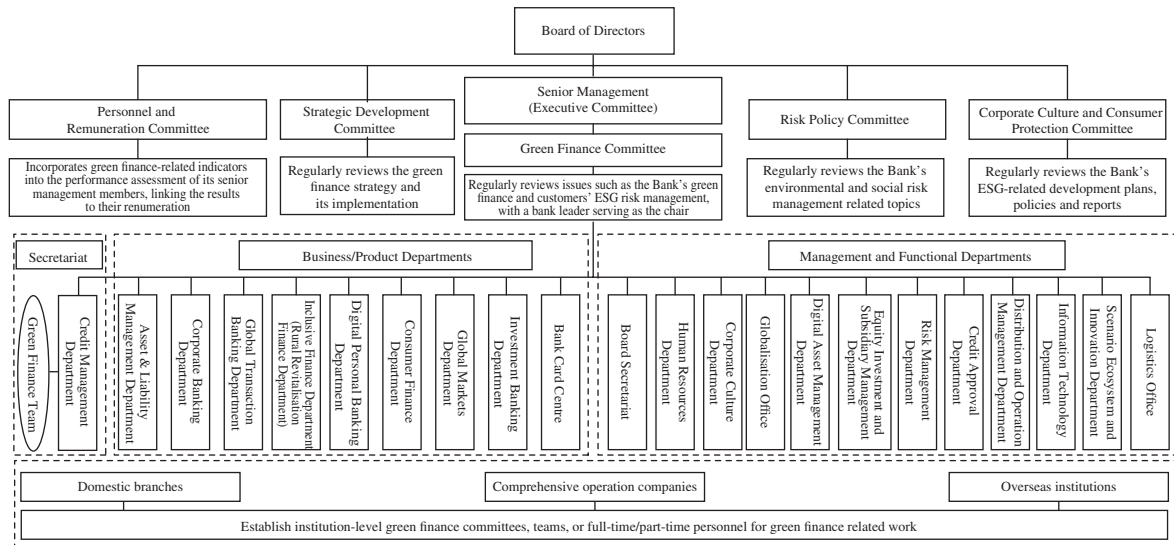 Board of Directors
Personnel and
Remuneration Committee
Strategic Development
Committee
Senior Management
(Executive Committee)
Risk Policy Committee
Corporate Culture and Consumer
Protection Committee
Green Finance Committee
Incorporates green finance-related indicators
into the performance assessment of its senior
management members, linking the results
to their renumeration
Regularly reviews the green
finance strategy and
its implementation
Regularly reviews issues such as the Bank’s green
finance and customers’ ESG risk management,
with a bank leader serving as the chair
Regularly reviews the Bank’s
environmental and social risk
management related topics
Regularly reviews the Bank’s
ESG-related development plans,
policies and reports
Secretariat
Business/Product Departments
Management and Functional Departments
Green Finance Team
Credit Management
Department
Asset & Liability
Management Department
Corporate Banking
Department
Global Transaction
Banking Department
Inclusive Finance Department
(Rural Revitalisation
Finance Department)
Digital Personal Banking
Department
Consumer Finance
Department
Global Markets
Department
Investment Banking
Department
Bank Card Centre
Board Secretariat
Human Resources
Department
Corporate Culture
Department
Globalisation Office
Digital Asset Management
Department
Equity Investment and
Subsidiary Management
Department
Risk Management
Department
Credit Approval
Department
Distribution and Operation
Management Department
Information Technology
Department
Scenario Ecosystem and
Innovation Department
Logistics Office
Domestic branches
Comprehensive operation companies
Overseas institutions
Establish institution-level green finance committees, teams, or full-time/part-time personnel for green finance related work